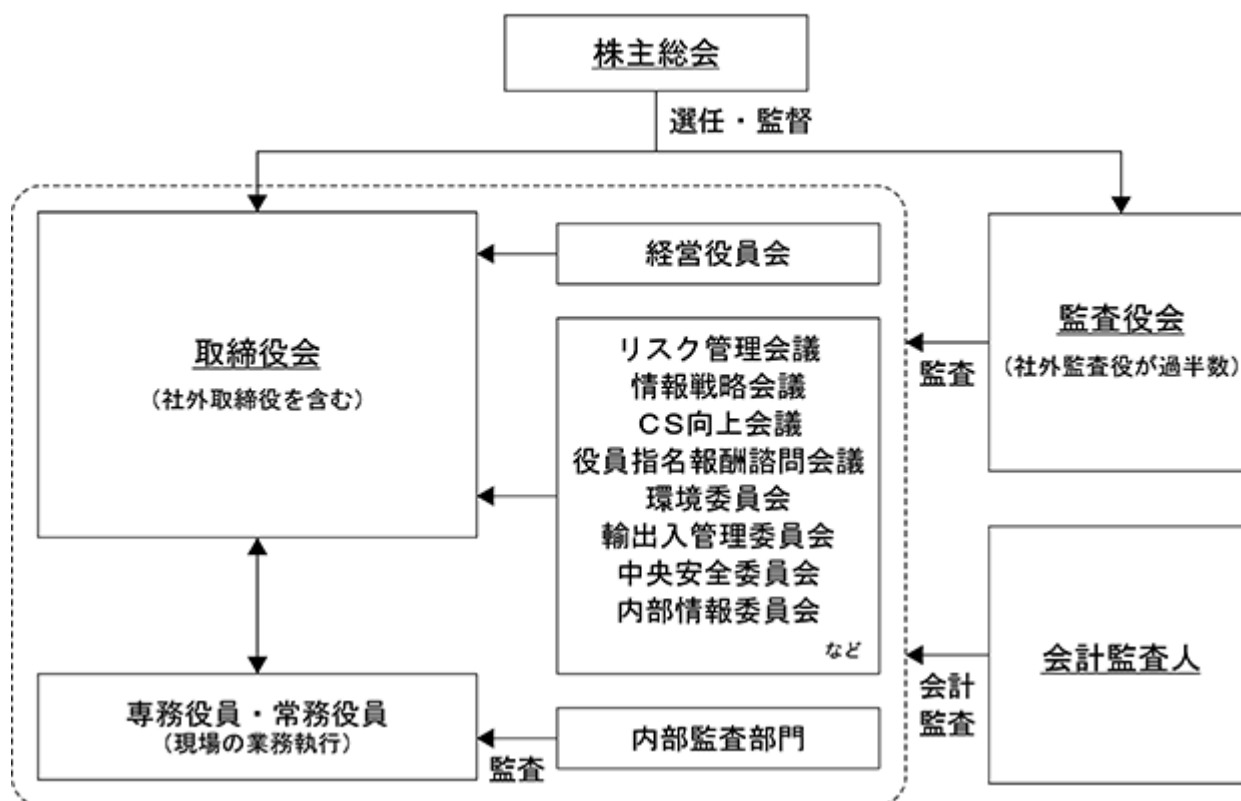 株主総会
選任・監督
取締役会
(社外取締役を含む)
経営役員会
リスク管理会議
情報戦略会議
CS向上会議
役員指名報酬諮問会議
環境委員会
輸出入管理委員会
中央安全委員会
内部情報委員会
など
監査役会
(社外監査役が過半数)
監査
会計監査人
会計
監査
専務役員・常務役員
(現場の業務執行)
監査
内部監査部門